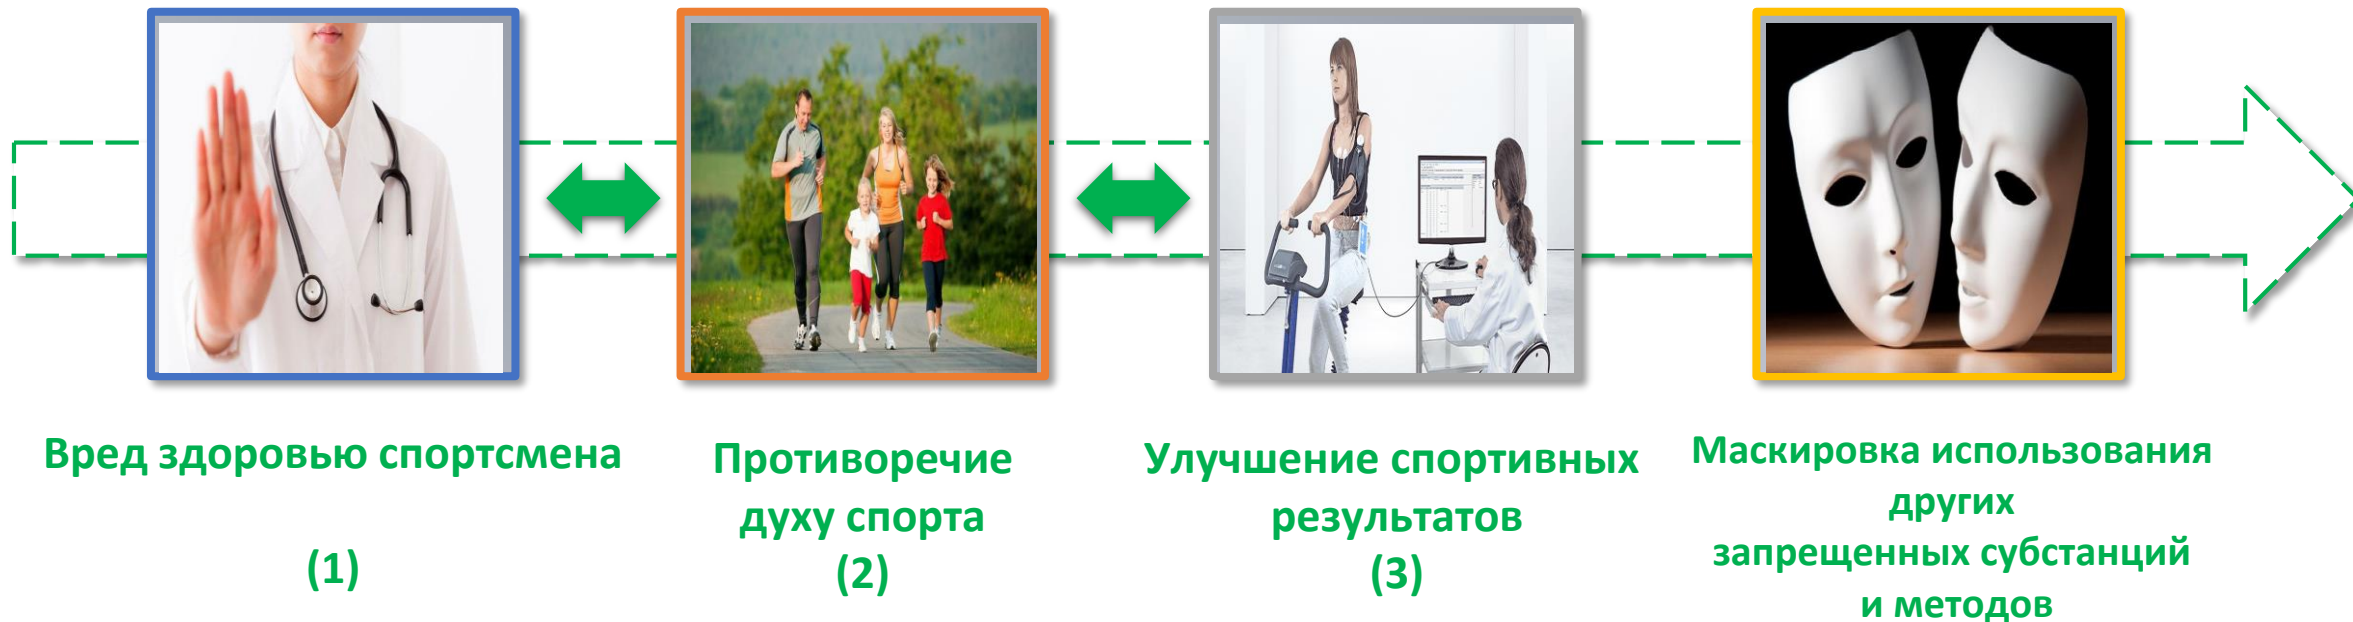 Вред здоровью спортсмена
(1)
Противоречие
духу спорта
(2)
Улучшение спортивных
результатов
(3)
Маскировка использования
других
запрещенных субстанций
и методов